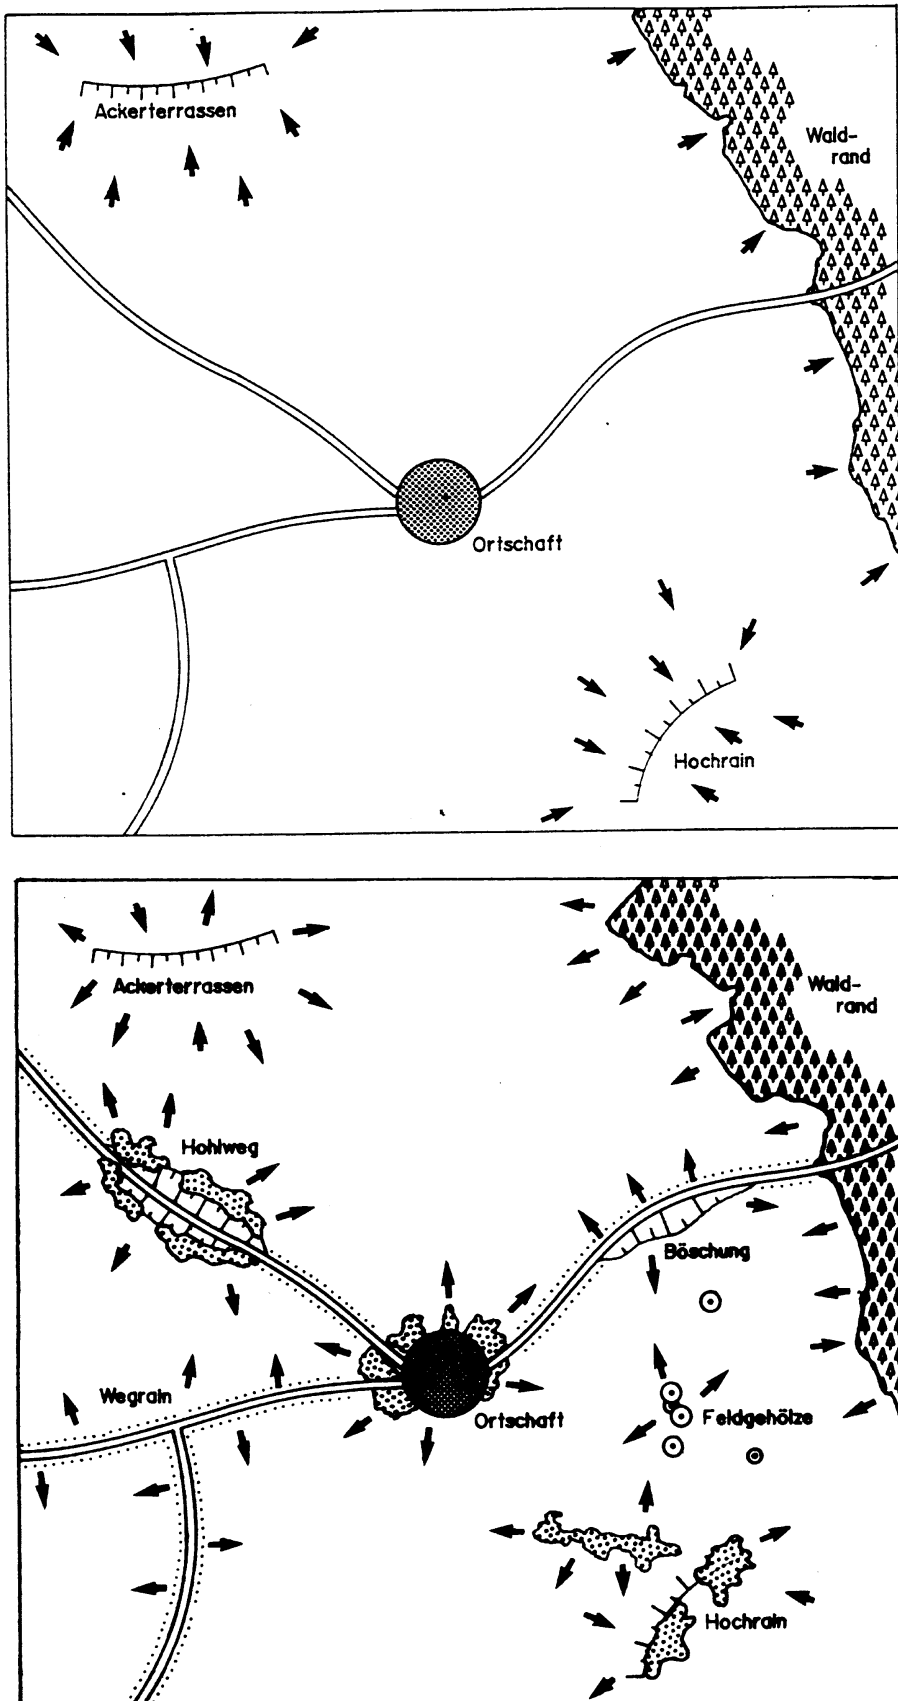 Ackerterrassen
Wald-
rand
Ortschaft
Hochrain
Ackerterrassen
Wald-
rand
Hohlweg
Böschung
Wegrain
Ortschaft
Feldgehölze
Hochrain